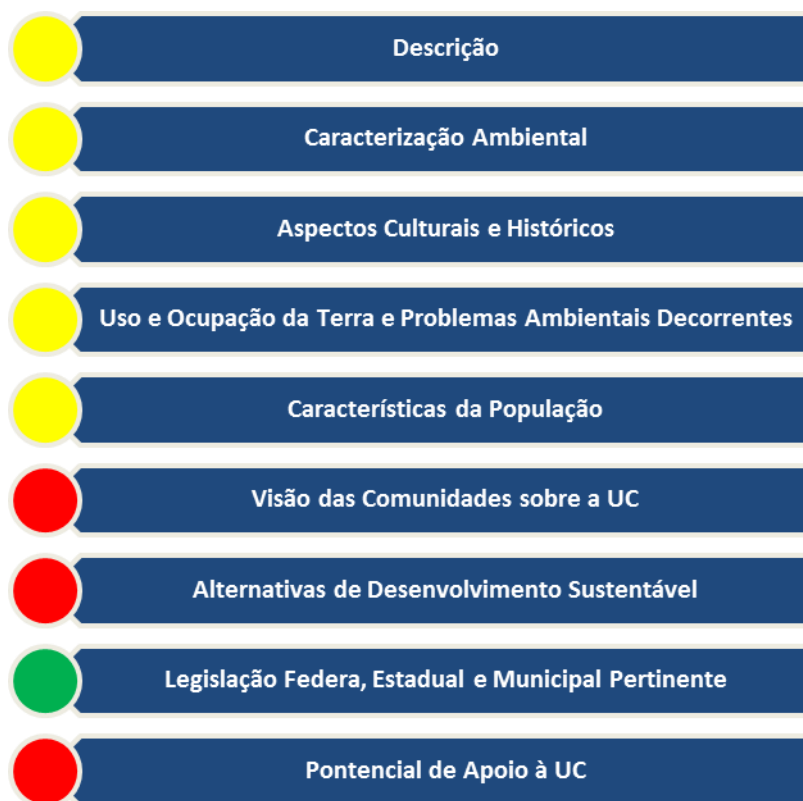 Descrição
Caracterização Ambiental
Aspectos Culturais e Históricos
Uso e Ocupação da Terra e Problemas Ambientais Decorrentes
Características da População
Visão das Comunidades sobre a UC
Alternativas de Desenvolvimento Sustentável
Legislação Federa, Estadual e Municipal Pertinente
Pontencial de Apoio à UC